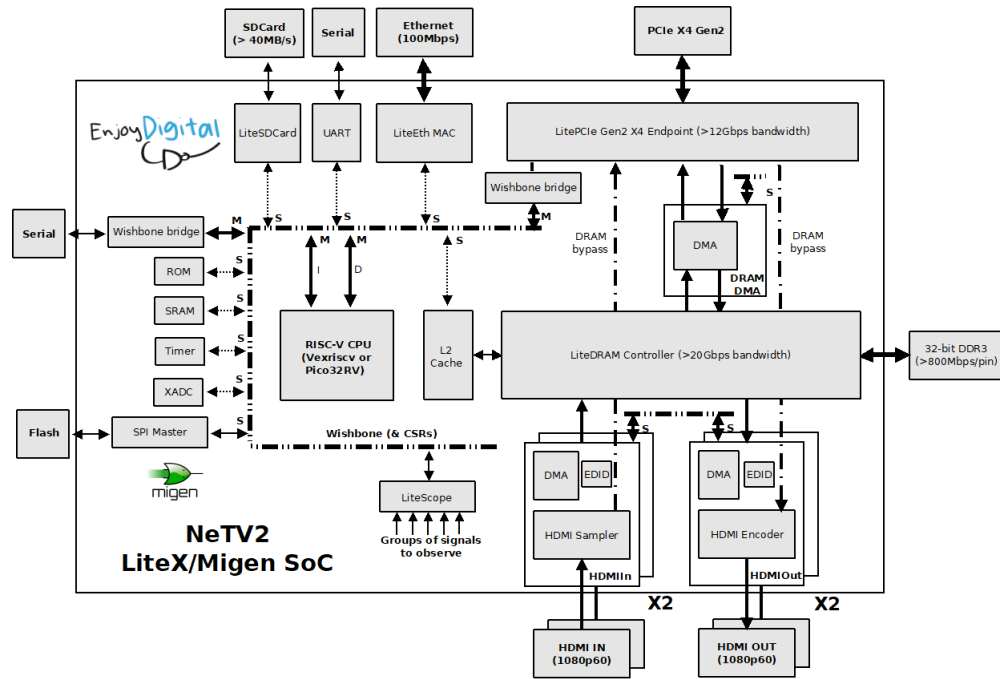 SDCard
(> 40MB/s)
Serial
Ethernet
(100Mbps)
PCIe X4 Gen2
EnjoyDigital
LiteSDCard
UART
LiteEth MAC
LitePCIe Gen2 X4 Endpoint (>12Gbps bandwidth)
Wishbone bridge
M
S
S
S
S
Serial
Wishbone bridge
M
M
M
S
I
D
DRAM
bypass
DMA
DRAM
DMA
DRAM
bypass
ROM
S
SRAM
S
Timer
S
XADC
S
Flash
SPI Master
S
RISC-V CPU
(Vexriscv or
Pico32RV)
L2
Cache
LiteDRAM Controller (>20Gbps bandwidth)
32-bit DDR3
(>800Mbps/pin)
Wishbone (& CSRs)
S
S
migen
LiteScope
Groups of signals
to observe
DMA
EDID
HDMI Sampler
HDMIIn
X2
DMA
EDID
HDMI Encoder
HDMIOut
X2
NeTV2
LiteX/Migen SoC
HDMI IN
(1080p60)
HDMI OUT
(1080p60)